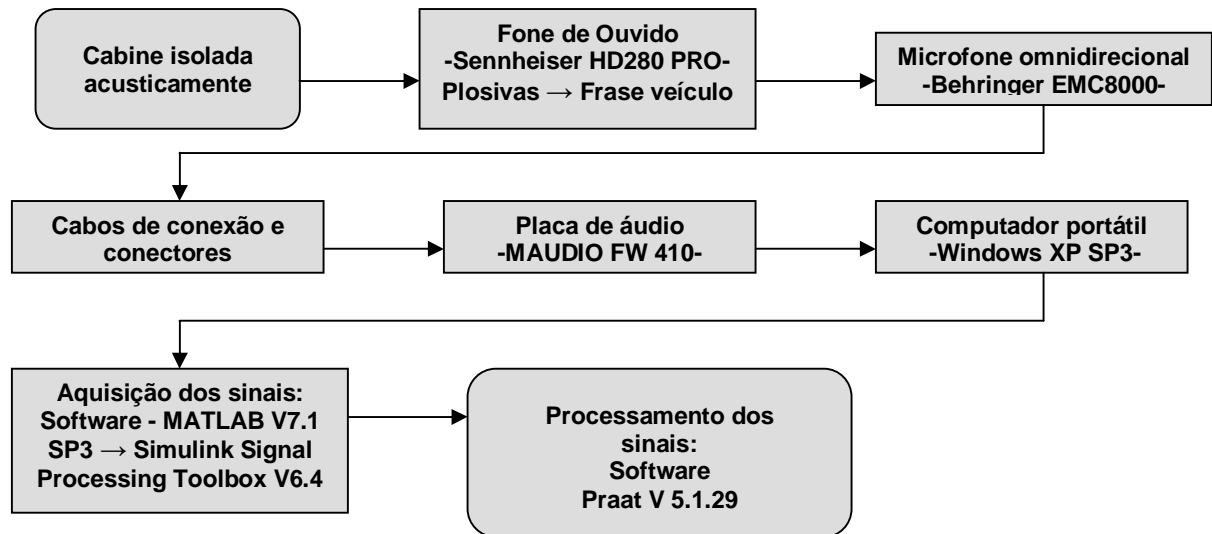 Cabine isolada
acusticamente
Fone de Ouvido
-Sennheiser HD280 PRO-
Plosivas → Frase veículo
Microfone omnidirecional
-Behringer EMC8000-
Cabos de conexão e
conectores
Placa de áudio
-MAUDIO FW 410-
Computador portátil
-Windows XP SP3-
Aquisição dos sinais:
Software - MATLAB V7.1
SP3 → Simulink Signal
Processing Toolbox V6.4
Processamento dos
sinais:
Software
Praat V 5.1.29